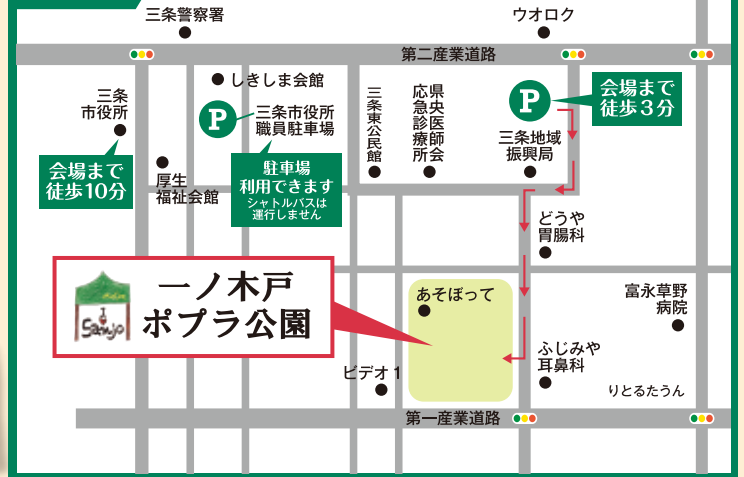 三条警察署
ウオロク
第二産業道路
しきしま会館
P
三条市役所
職員駐車場
三条
市役所
会場まで
徒歩10分
厚生
福祉会館
駐車場
利用できます
シャトルバスは
運行しません
三条東公民館
県央医師会
応急診療所
P
会場まで
徒歩3分
三条地域
振興局
どうや
胃腸科
一ノ木戸
ポプラ公園
Sanjo
あそぼって
富永草野
病院
ビデオ1
ふじみや
耳鼻科
りとるたうん
第一産業道路